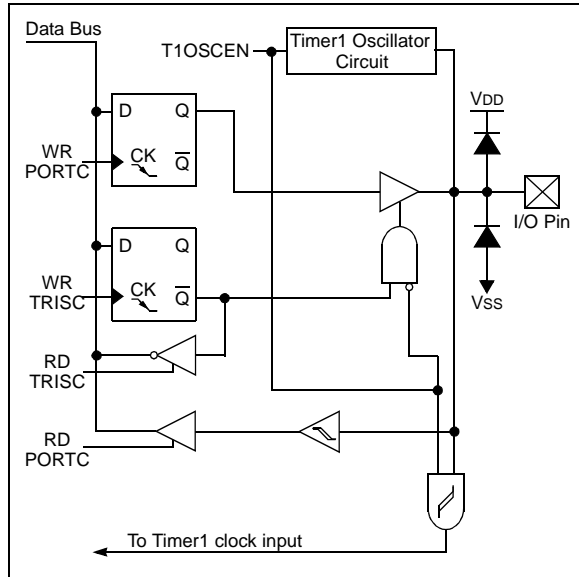 Data Bus
T1OSCEN
Timer1 Oscillator
Circuit
VDD
D
Q
WR
PORTC
CK
Q
I/O Pin
D
Q
WR
TRISC
CK
Q
VSS
RD
TRISC
RD
PORTC
To Timer1 clock input